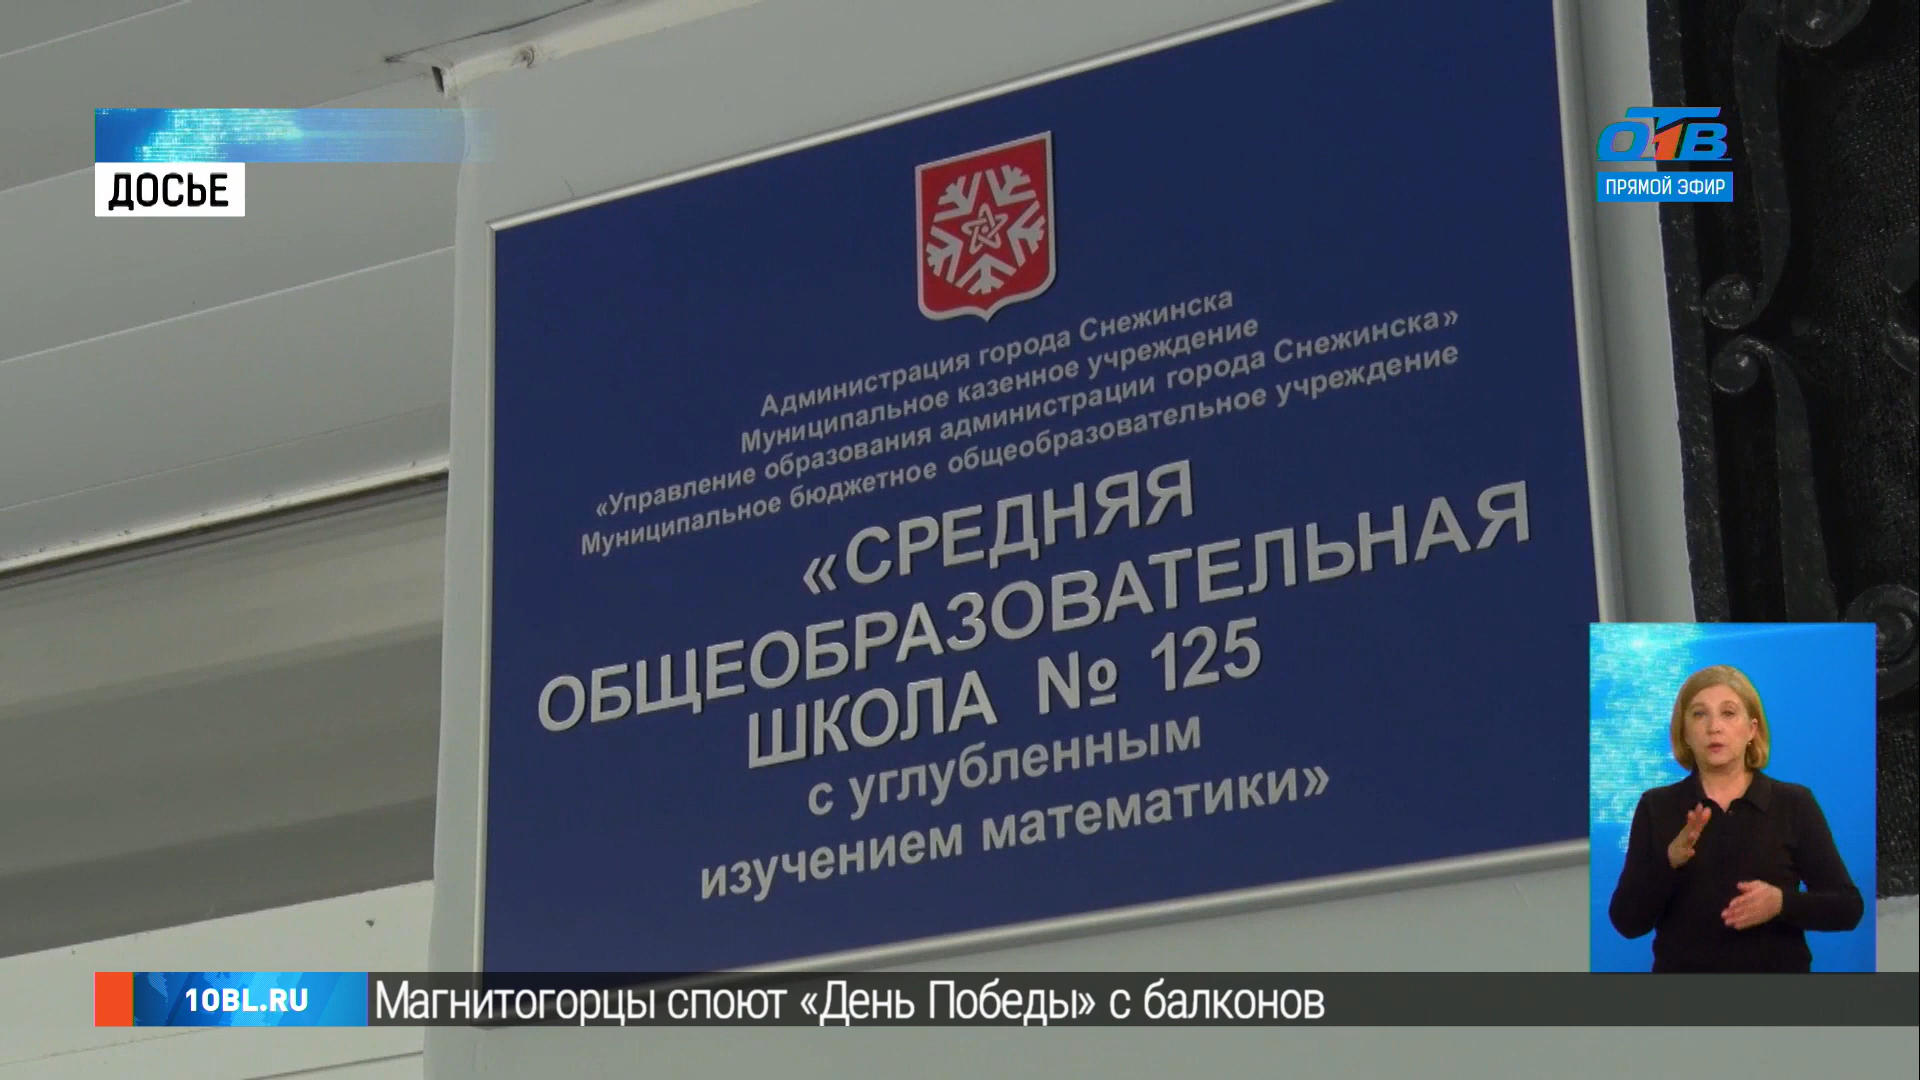 ДОСЬЕ
ОТВ
ПРЯМОЙ ЭФИР
Администрация города Снежинска
Муниципальное казенное учреждение
«Управление образования администрации города Снежинска»
Муниципальное бюджетное общеобразовательное учреждение
«СРЕДНЯЯ
ОБЩЕОБРАЗОВАТЕЛЬНАЯ
ШКОЛА № 125
с углубленным
изучением математики»
10BL.RU
Магнитогорцы споют «День Победы» с балконов